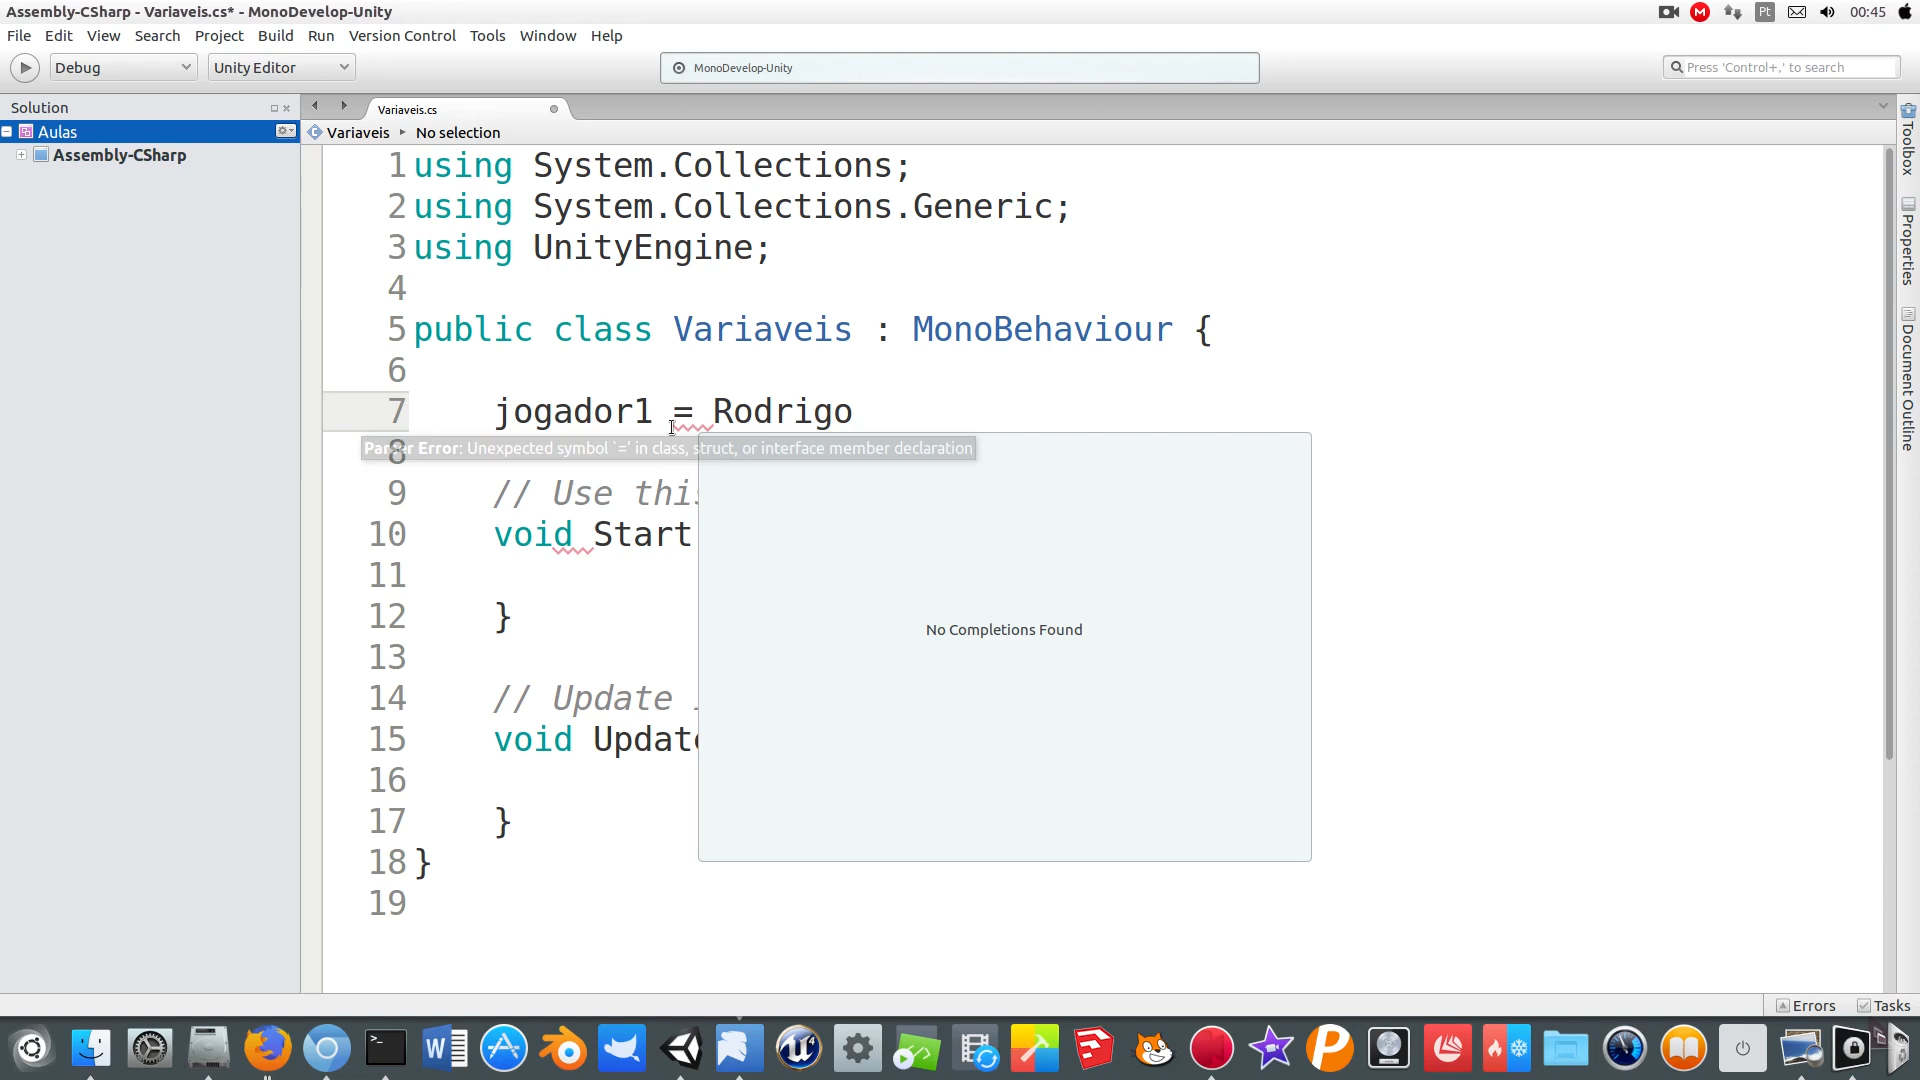 Assembly-CSharp - Variaveis.cs* - MonoDevelop-Unity
Pt
00:45
File Edit View Search Project Build Run Version Control Tools Window Help
Debug
Unity Editor
MonoDevelop-Unity
Press 'Control+,' to search
Solution
Aulas
Assembly-CSharp
Variaveis.cs
Variaveis
No selection
1 using System.Collections;
2 using System.Collections.Generic;
3 using UnityEngine;
4
5 public class Variaveis : MonoBehaviour {
6
7 jogador1 = Rodrigo
Parser Error: Unexpected symbol `=' in class, struct, or interface member declaration
8
9 // Use this
10 void Start
11
12 }
13
14 // Update
15 void Update
16
17 }
18 }
19
No Completions Found
Toolbox
Properties
Document Outline
Errors
Tasks